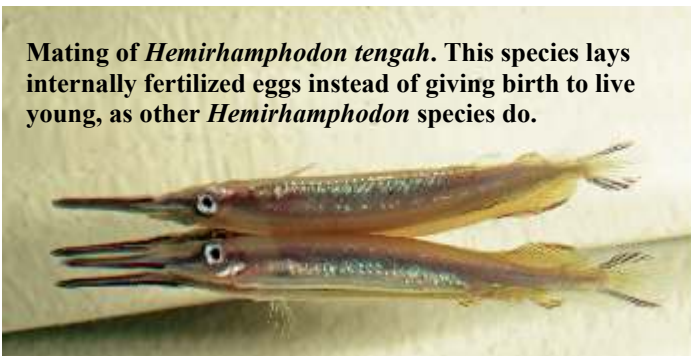 Mating of Hemirhamphodon tengah. This species lays
internally fertilized eggs instead of giving birth to live
young, as other Hemirhamphodon species do.